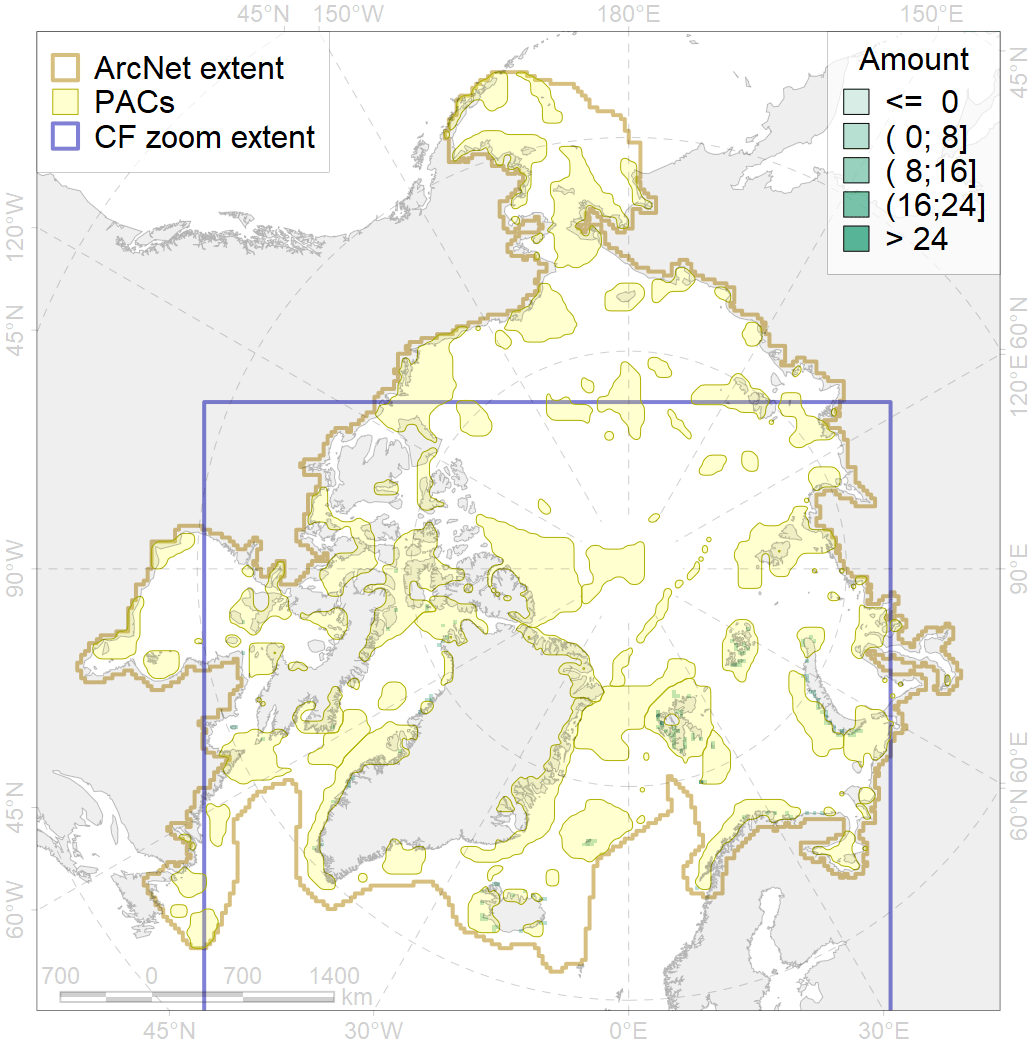 45°N 150°W 180°E 150°E
ArcNet extent
PACs
CF zoom extent
Amount
<= 0
( 0; 8]
( 8;16]
(16;24]
> 24
45°N
120°W
45°N
60°N
120°E
90°W
90°E
45°N
60°E
60°N
60°W
700 0 700 1400
km
45°N 30°W 0°E 30°E